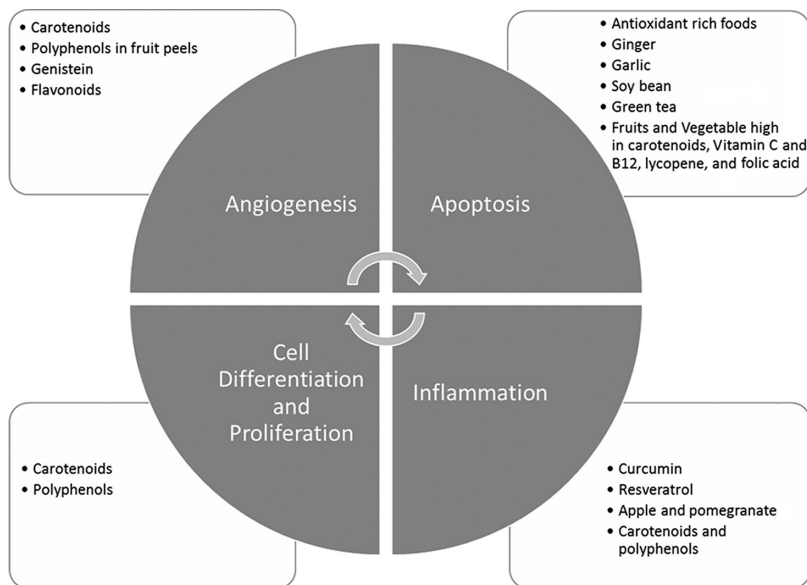 • Carotenoids
• Polyphenols in fruit peels
• Genistein
• Flavonoids
• Antioxidant rich foods
• Ginger
• Garlic
• Soy bean
• Green tea
• Fruits and Vegetable high
in carotenoids, Vitamin C and
B12, lycopene, and folic acid
Angiogenesis
Apoptosis
Cell
Differentiation
and
Proliferation
Inflammation
• Carotenoids
• Polyphenols
• Curcumin
• Resveratrol
• Apple and pomegranate
• Carotenoids and
polyphenols